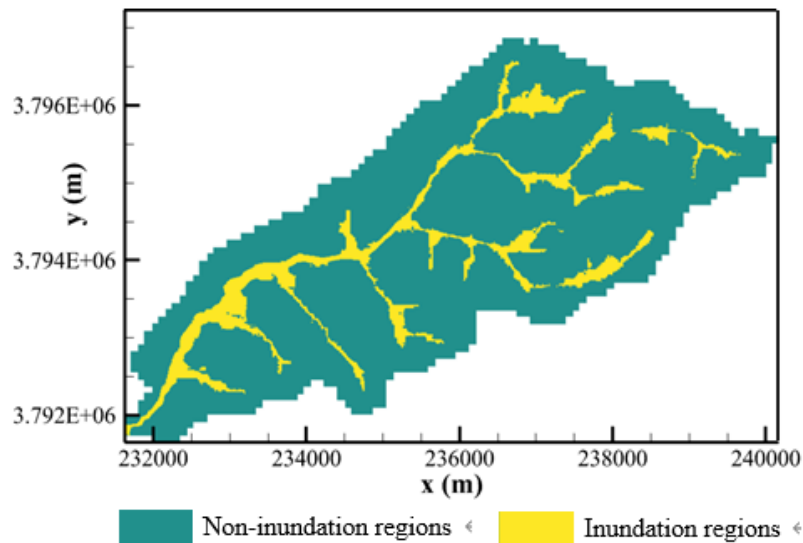 3.796E+06
y (m)
3.794E+06
3.792E+06
232000 234000 236000 238000 240000
x (m)
Non-inundation regions Inundation regions